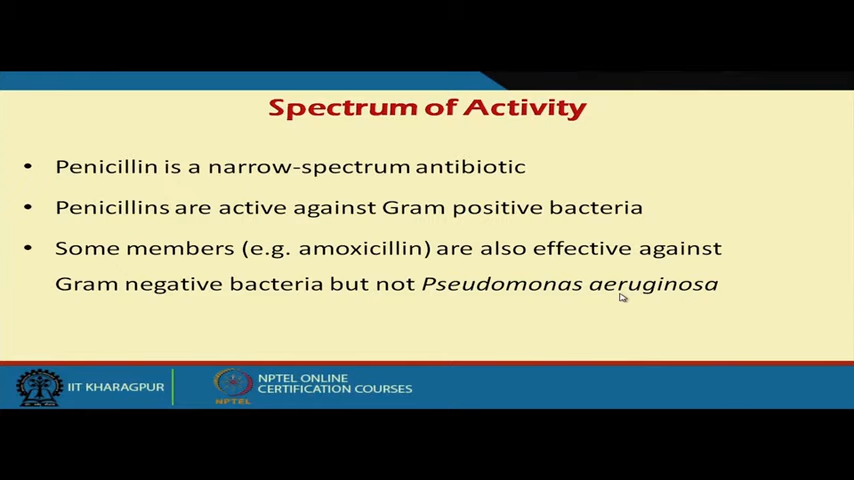 Spectrum of Activity
• Penicillin is a narrow-spectrum antibiotic
• Penicillins are active against Gram positive bacteria
• Some members (e.g. amoxicillin) are also effective against
Gram negative bacteria but not Pseudomonas aeruginosa
IIT KHARAGPUR
NPTEL
NPTEL ONLINE
CERTIFICATION COURSES